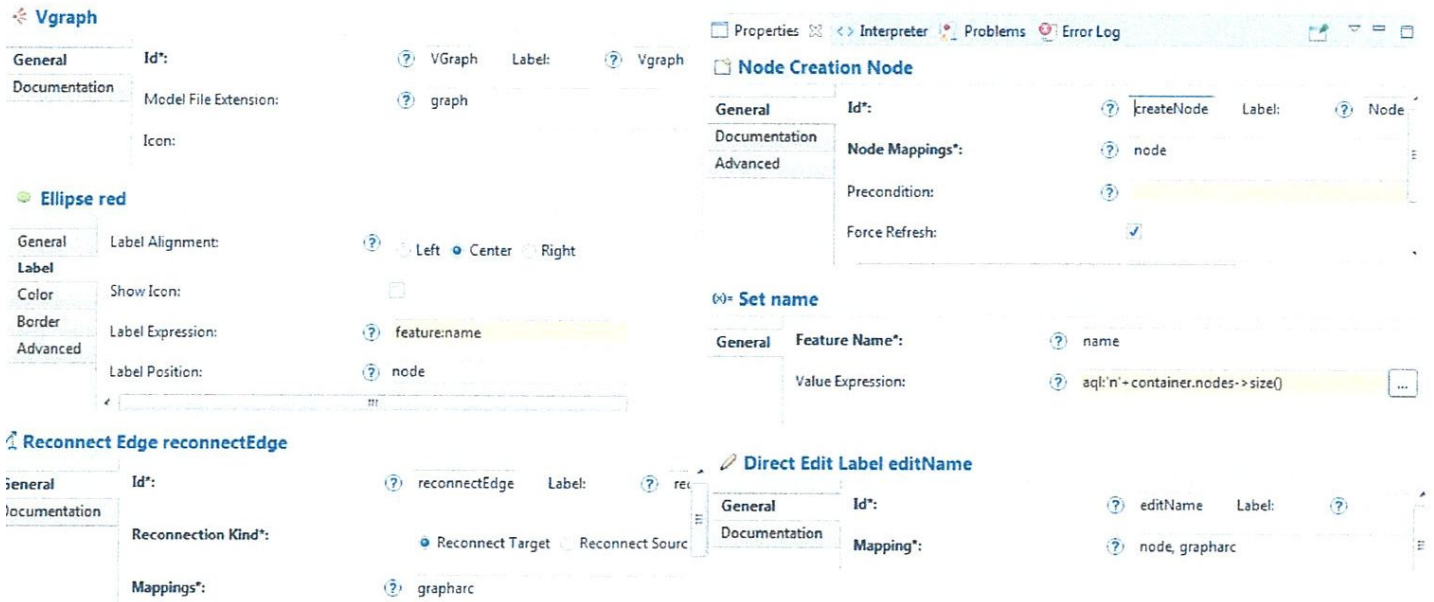 Vgraph
General Id*: VGraph Label: Vgraph
Documentation
Model File Extension: graph
Icon:
Ellipse red
General Label Alignment: Left Center Right
Label
Color Show Icon:
Border Label Expression: feature:name
Advanced
Label Position: node
Reconnect Edge reconnectEdge
General Id*: reconnectEdge Label: rec
Documentation
Reconnection Kind*: Reconnect Target Reconnect Sourc
Mappings*: grapharc
Properties Interpreter Problems Error Log
Node Creation Node
General Id*: createNode Label: Node
Documentation Node Mappings*: node
Advanced
Precondition:
Force Refresh:
(x)= Set name
General Feature Name*: name
Value Expression: aql:'n'+container.nodes->size() ...
Direct Edit Label editName
General Id*: editName Label:
Documentation Mapping*: node, grapharc